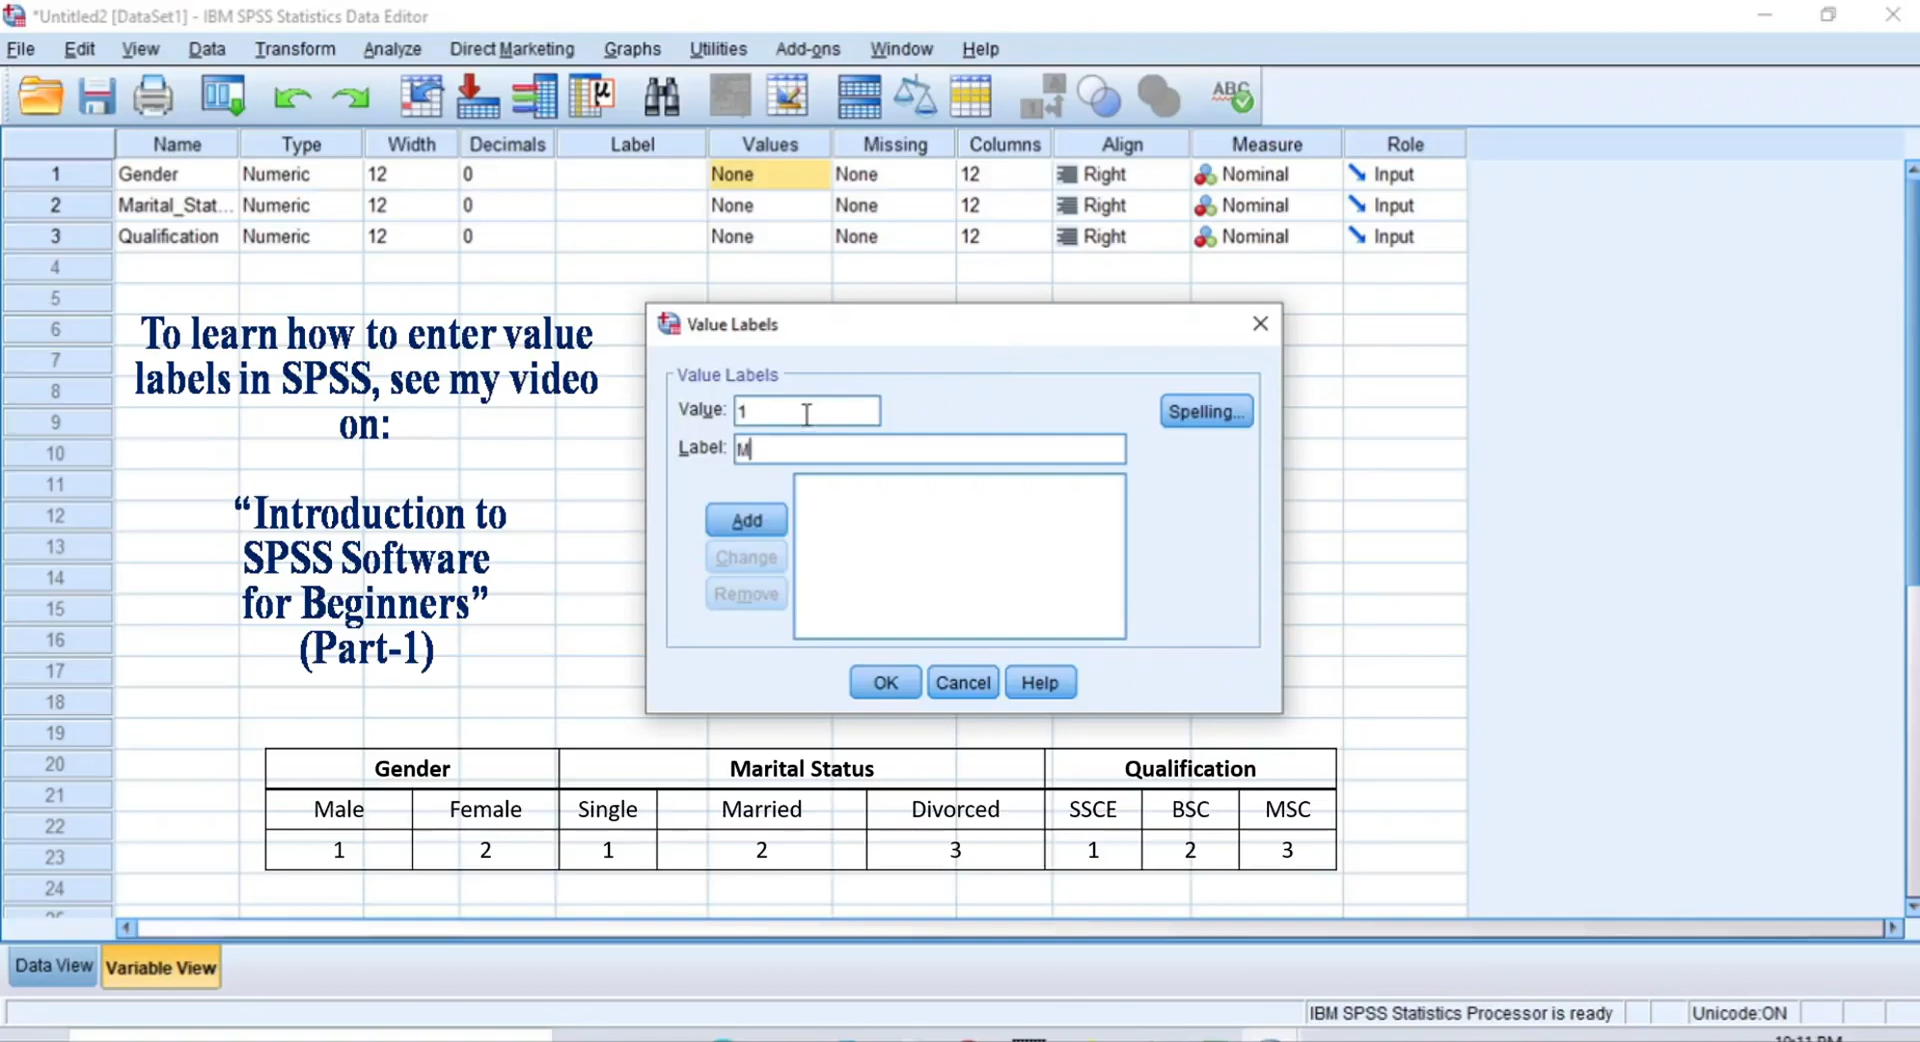 *Untitled2 [DataSet1] - IBM SPSS Statistics Data Editor
File Edit View Data Transform Analyze Direct Marketing Graphs Utilities Add-ons Window Help
Name Type Width Decimals Label Values Missing Columns Align Measure Role
1 Gender Numeric 12 0 None None 12 Right Nominal Input
2 Marital_Stat... Numeric 12 0 None None 12 Right Nominal Input
3 Qualification Numeric 12 0 None None 12 Right Nominal Input
4
5
6
7
8
9
10
11
12
13
14
15
16
17
18
19
20
21
22
23
24
To learn how to enter value
labels in SPSS, see my video
on:
“Introduction to
SPSS Software
for Beginners”
(Part-1)
Value Labels
Value Labels
Value: 1
Spelling...
Label: M
Add
Change
Remove
OK Cancel Help
Gender Marital Status Qualification
Male Female Single Married Divorced SSCE BSC MSC
1 2 1 2 3 1 2 3
Data View Variable View
IBM SPSS Statistics Processor is ready Unicode:ON